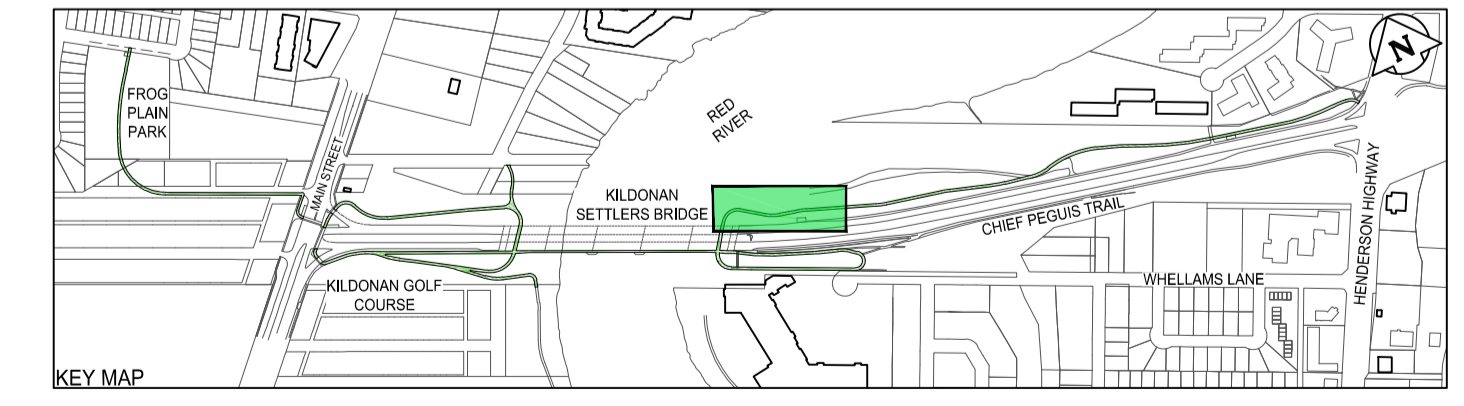 FROG
PLAIN
PARK
MAIN STREET
RED
RIVER
N
KILDONAN
SETTLERS BRIDGE
CHIEF PEGUIS TRAIL
HENDERSON HIGHWAY
WHELLAMS LANE
KILDONAN GOLF
COURSE
KEY MAP